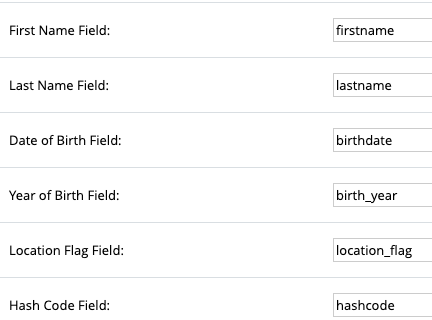 First Name Field: firstname
Last Name Field: lastname
Date of Birth Field: birthdate
Year of Birth Field: birth_year
Location Flag Field: location_flag
Hash Code Field: hashcode